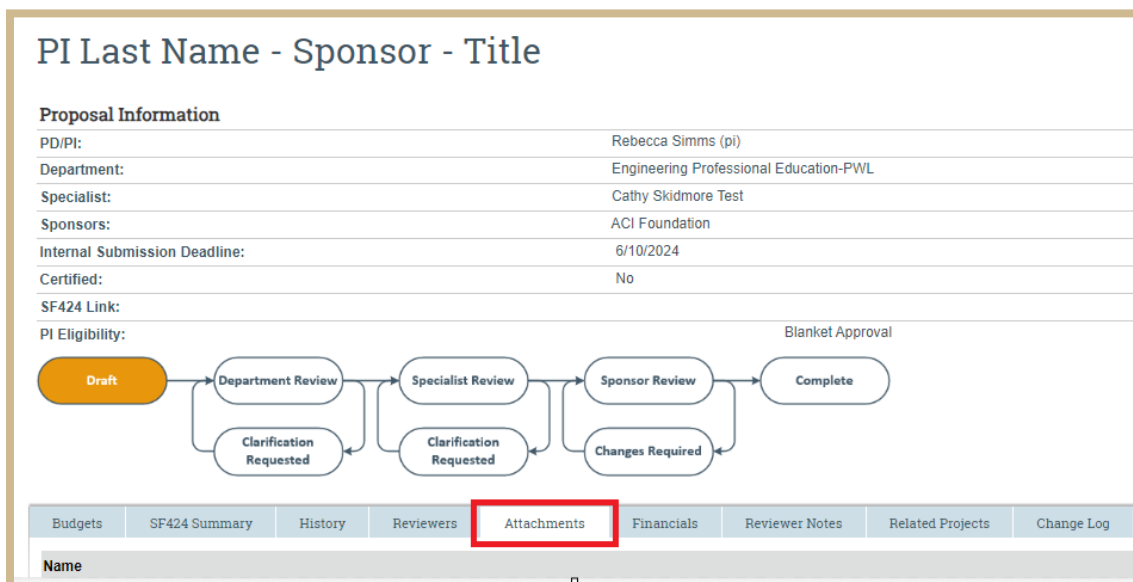 PI Last Name - Sponsor - Title
Proposal Information
PD/PI: Rebecca Simms (pi)
Department: Engineering Professional Education-PWL
Specialist: Cathy Skidmore Test
Sponsors: ACI Foundation
Internal Submission Deadline: 6/10/2024
Certified: No
SF424 Link:
PI Eligibility: Blanket Approval
Draft Department Review Specialist Review Sponsor Review Complete
Clarification Requested Clarification Requested Changes Required
Budgets SF424 Summary History Reviewers Attachments Financials Reviewer Notes Related Projects Change Log
Name